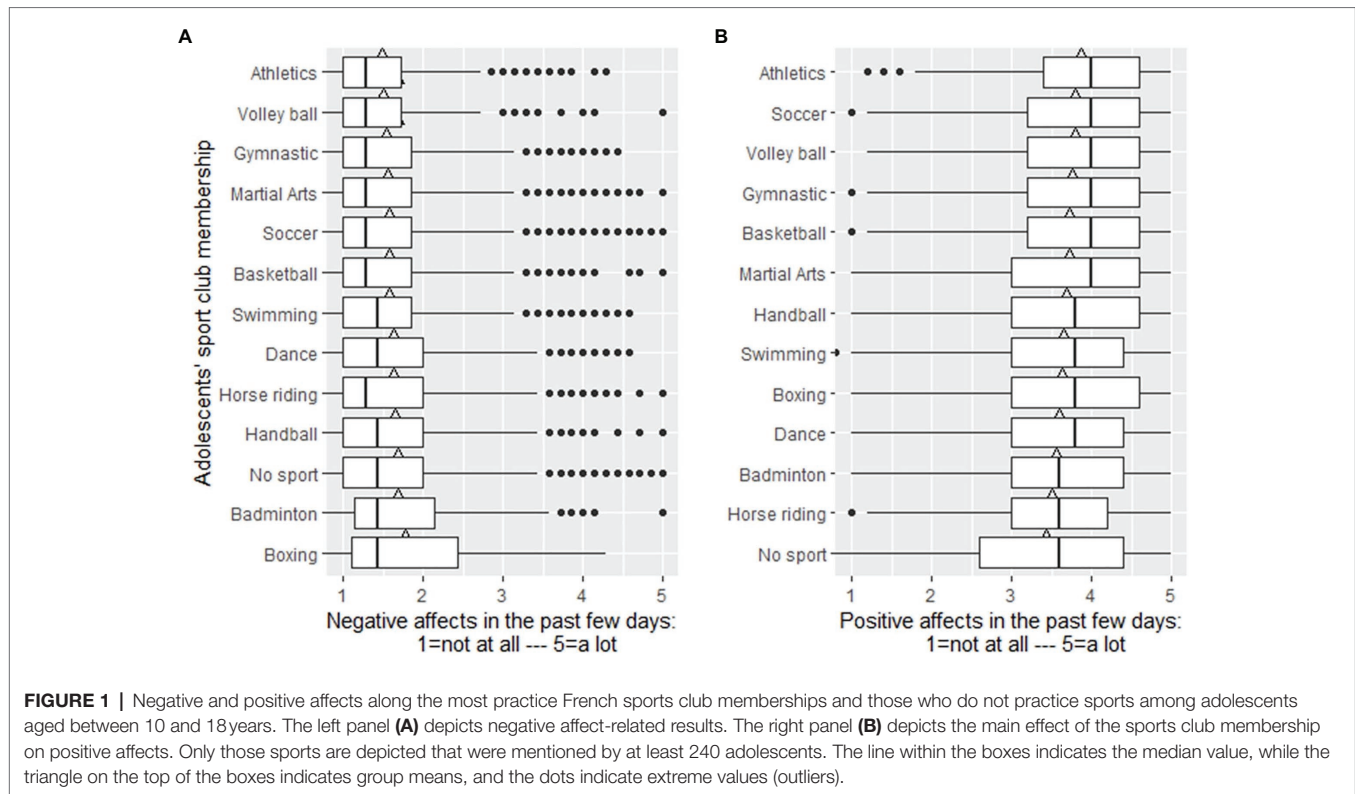 A
Adolescents' sport club membership
Athletics
Volley ball
Gymnastic
Martial Arts
Soccer
Basketball
Swimming
Dance
Horse riding
Handball
No sport
Badminton
Boxing
1 2 3 4 5
Negative affects in the past few days:
1=not at all --- 5=a lot
B
Athletics
Soccer
Volley ball
Gymnastic
Basketball
Martial Arts
Handball
Swimming
Boxing
Dance
Badminton
Horse riding
No sport
1 2 3 4 5
Positive affects in the past few days:
1=not at all --- 5=a lot
FIGURE 1 | Negative and positive affects along the most practice French sports club memberships and those who do not practice sports among adolescents
aged between 10 and 18 years. The left panel (A) depicts negative affect-related results. The right panel (B) depicts the main effect of the sports club membership
on positive affects. Only those sports are depicted that were mentioned by at least 240 adolescents. The line within the boxes indicates the median value, while the
triangle on the top of the boxes indicates group means, and the dots indicate extreme values (outliers).